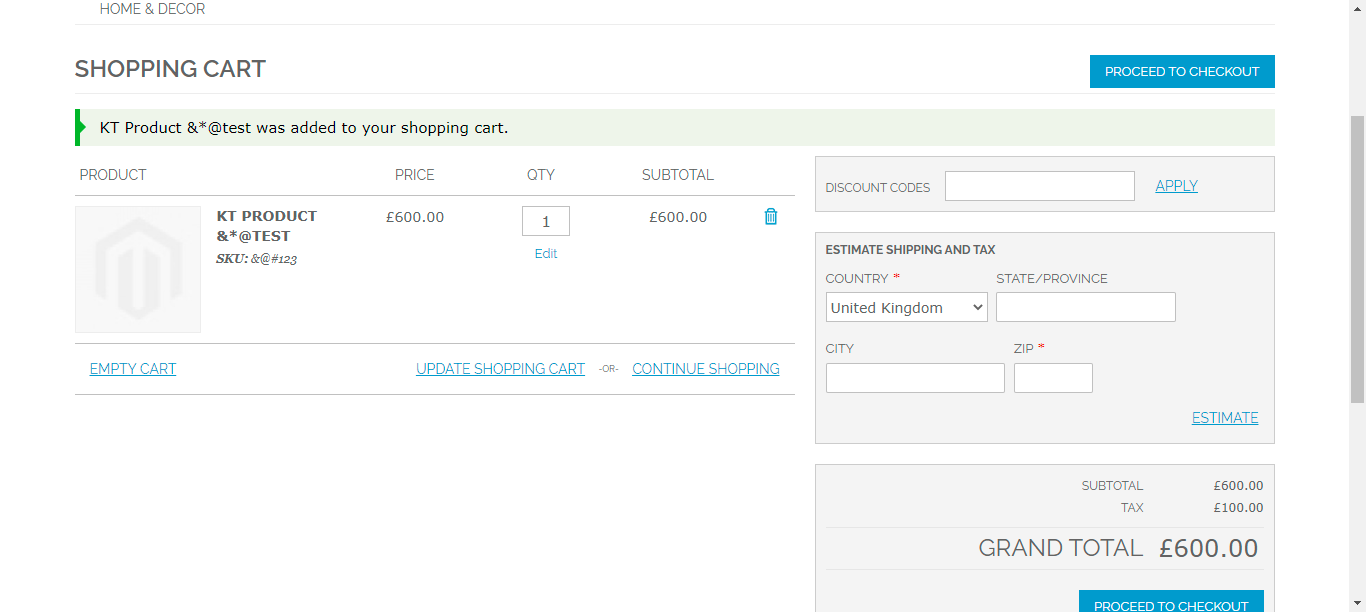 HOME & DECOR
SHOPPING CART
PROCEED TO CHECKOUT
KT Product &*@test was added to your shopping cart.
PRODUCT PRICE QTY SUBTOTAL
KT PRODUCT £600.00 1 £600.00
&*@TEST
SKU: &@#123
Edit
EMPTY CART UPDATE SHOPPING CART -OR- CONTINUE SHOPPING
DISCOUNT CODES APPLY
ESTIMATE SHIPPING AND TAX
COUNTRY * STATE/PROVINCE
United Kingdom
CITY ZIP *
ESTIMATE
SUBTOTAL £600.00
TAX £100.00
GRAND TOTAL £600.00
PROCEED TO CHECKOUT